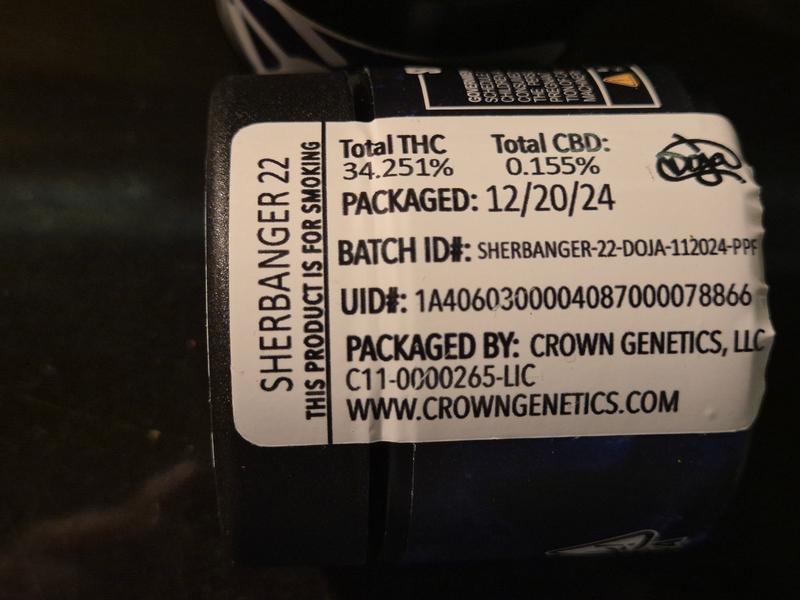 SHERBANGER 22
THIS PRODUCT IS FOR SMOKING
Total THC Total CBD:
34.251% 0.155%
Doja
PACKAGED: 12/20/24
BATCH ID#: SHERBANGER-22-DOJA-112024-PPF
UID#: 1A4060300004087000078866
PACKAGED BY: CROWN GENETICS, LLC
C11-0000265-LIC
WWW.CROWNGENETICS.COM